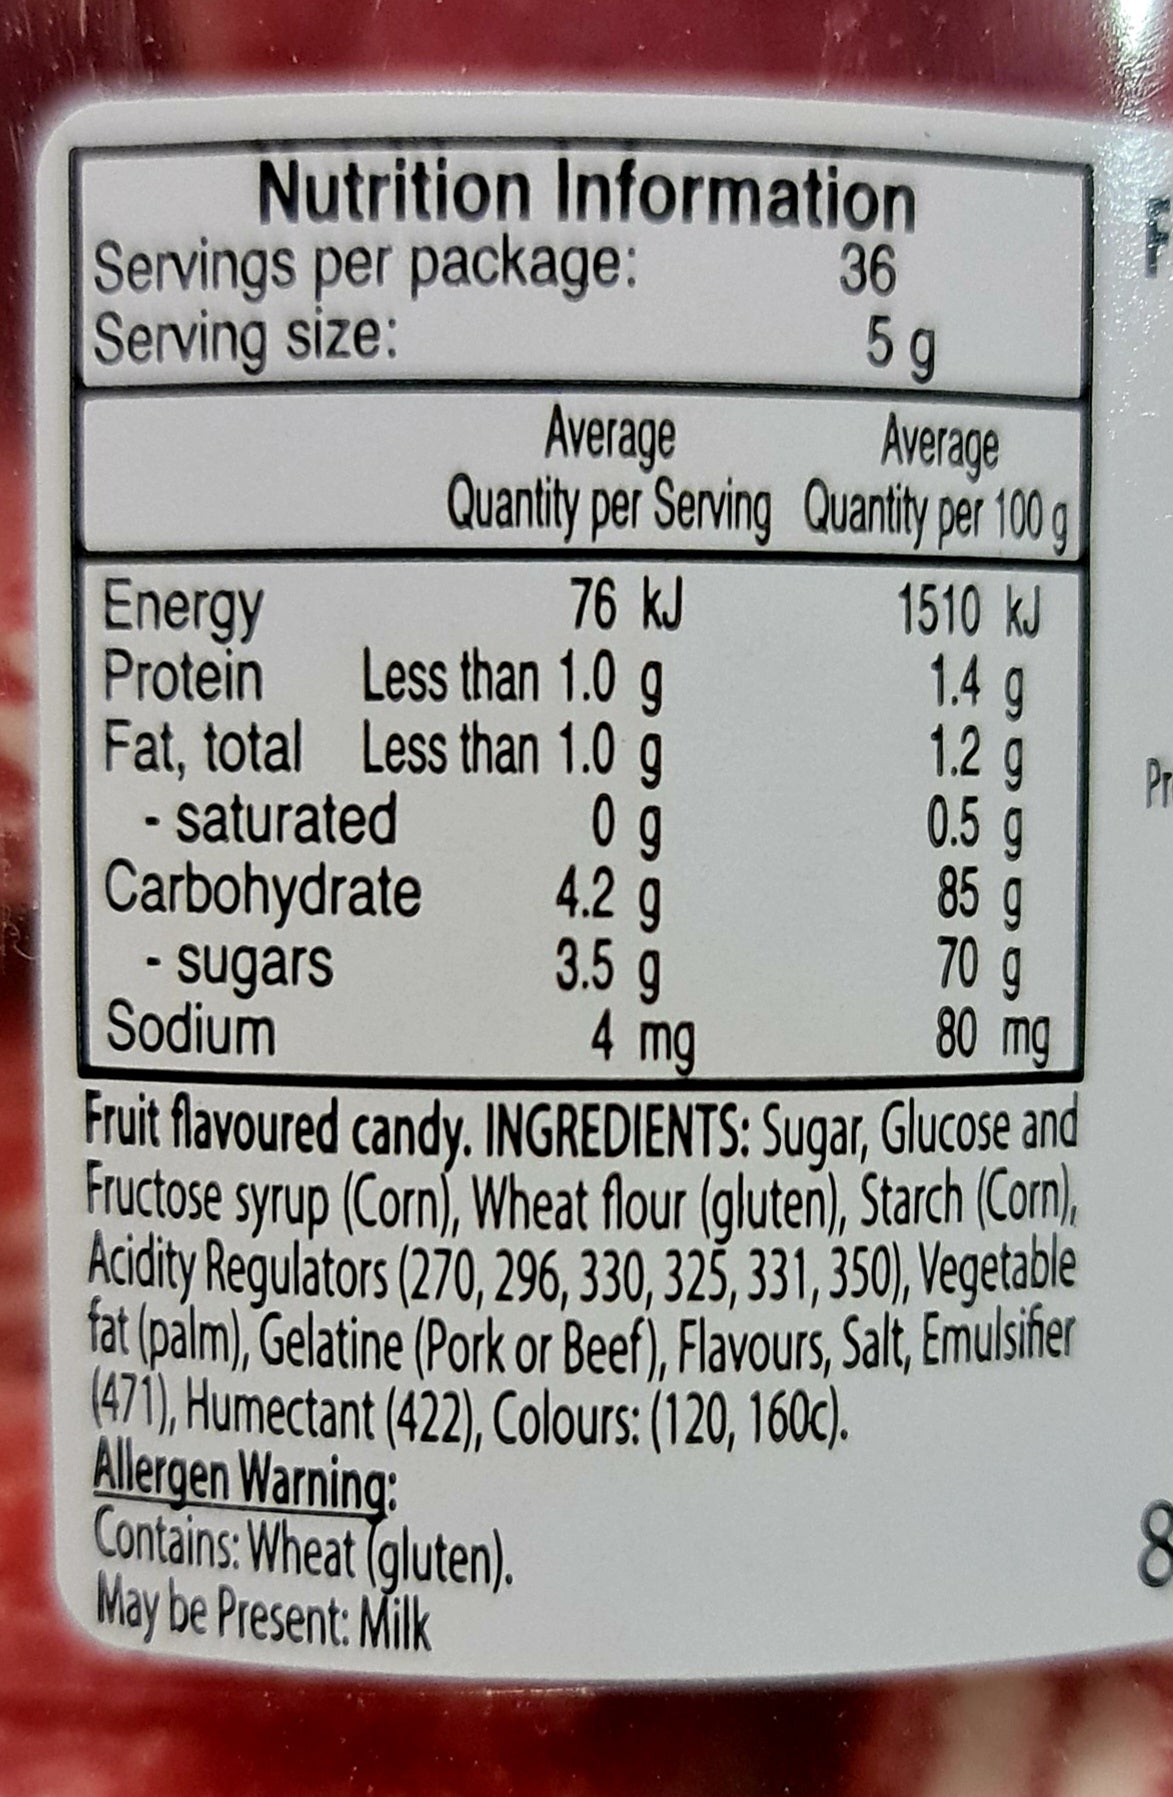 Nutrition Information
Servings per package: 36
Serving size: 5 g
Average Average
Quantity per Serving Quantity per 100 g
Energy 76 kJ 1510 kJ
Protein Less than 1.0 g 1.4 g
Fat, total Less than 1.0 g 1.2 g
- saturated 0 g 0.5 g
Carbohydrate 4.2 g 85 g
- sugars 3.5 g 70 g
Sodium 4 mg 80 mg
Fruit flavoured candy. INGREDIENTS: Sugar, Glucose and
Fructose syrup (Corn), Wheat flour (gluten), Starch (Corn),
Acidity Regulators (270, 296, 330, 325, 331, 350), Vegetable
fat (palm), Gelatine (Pork or Beef), Flavours, Salt, Emulsifier
(471), Humectant (422), Colours: (120, 160c).
Allergen Warning:
Contains: Wheat (gluten).
May be Present: Milk